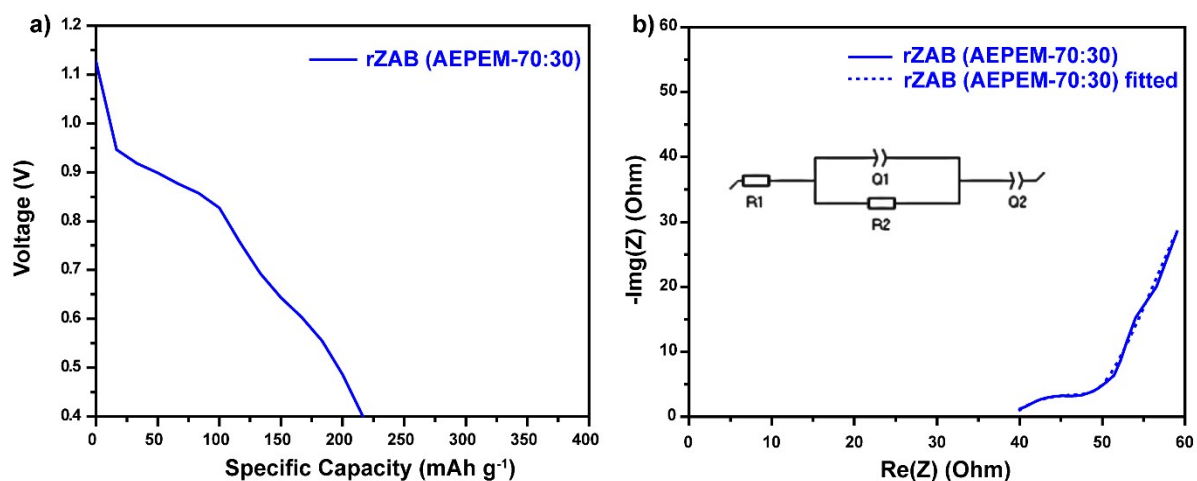 a)
rZAB (AEPEM-70:30)
Voltage (V)
1.2
1.1
1.0
0.9
0.8
0.7
0.6
0.5
0.4
0 50 100 150 200 250 300 350 400
Specific Capacity (mAh g⁻¹)
b)
rZAB (AEPEM-70:30)
rZAB (AEPEM-70:30) fitted
-Img(Z) (Ohm)
60
50
40
30
20
10
0
R1
Q1
R2
Q2
0 10 20 30 40 50 60
Re(Z) (Ohm)